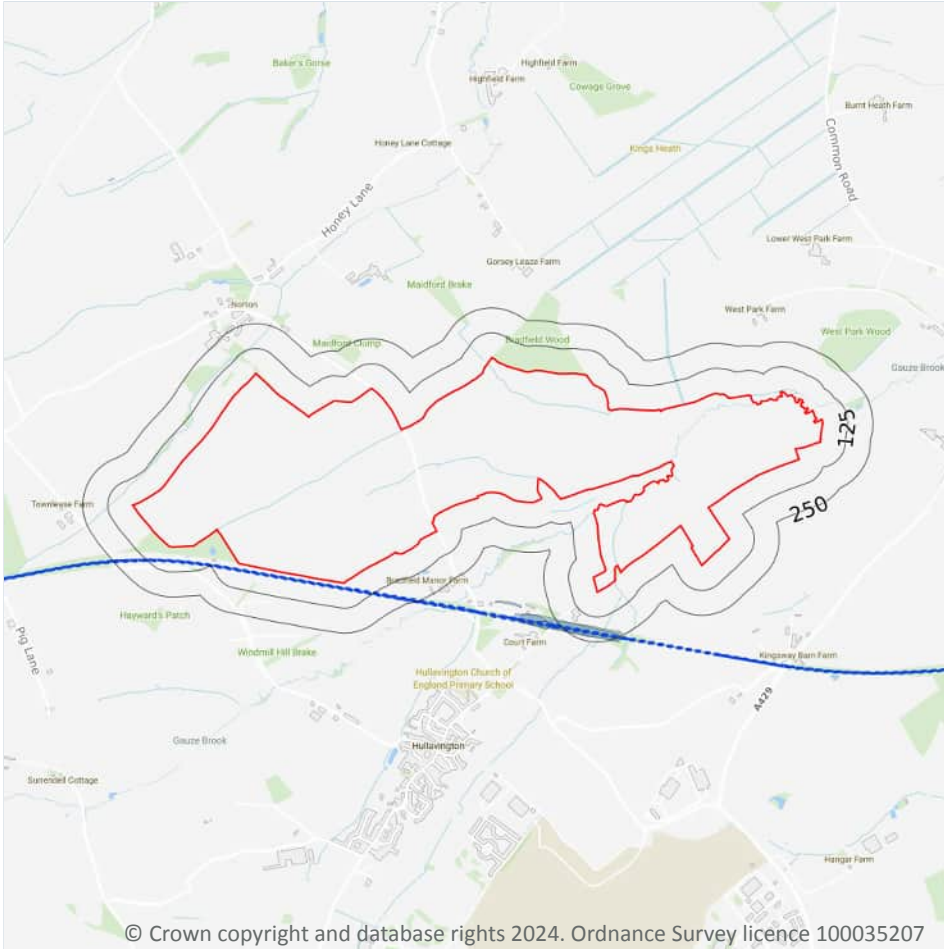 Highfield Farm
Baker's Gorse
Highfield Farm
Cowage Grove
Burnt Heath Farm
Common Road
Honey Lane Cottage
Kings Heath
Honey Lane
Lower West Park Farm
Gorsey Leaze Farm
Maidford Brake
Norton
West Park Farm
West Park Wood
Bradfield Wood
Maidford Clump
Gauze Brook
125
Townleyse Farm
250
Bradfield Manor Farm
Hayward's Patch
Pig Lane
Windmill Hill Brake
Court Farm
Kingway Barn Farm
Hullavington Church of
England Primary School
A429
Gauze Brook
Hullavington
Surrendell Cottage
Hangar Farm
© Crown copyright and database rights 2024. Ordnance Survey licence 100035207